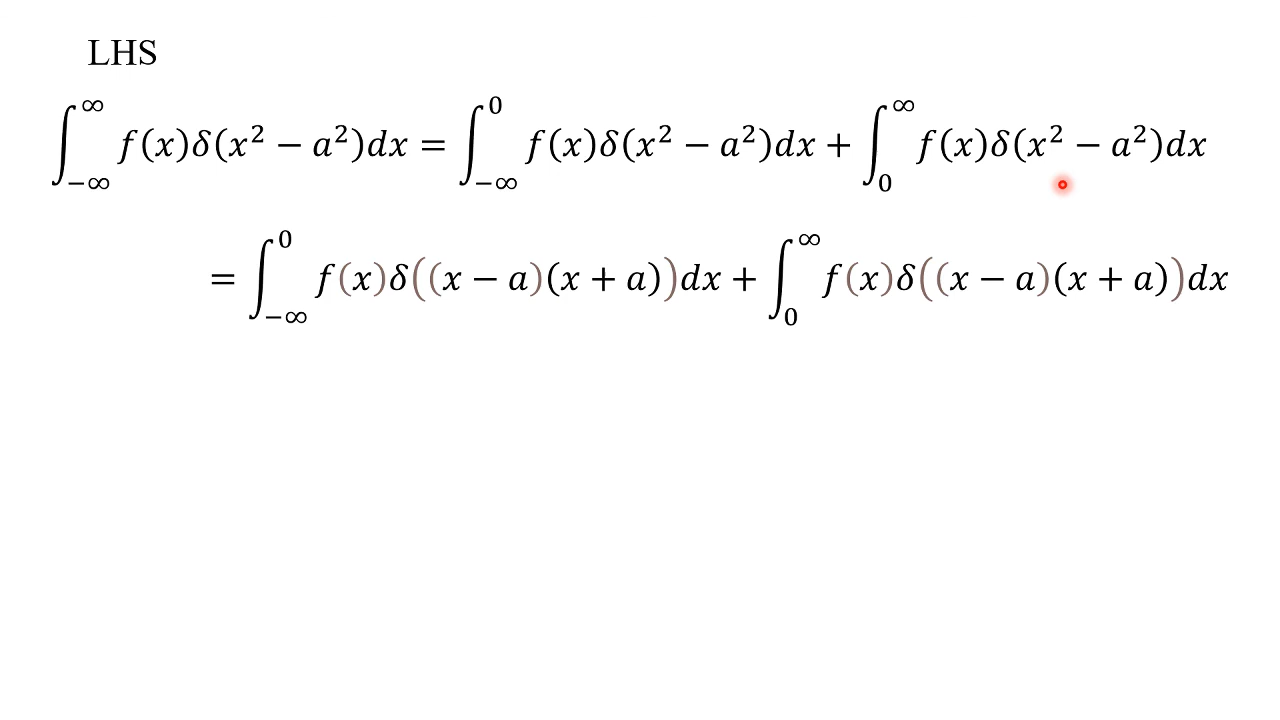 LHS
∫_{−∞}^{∞} f(x)δ(x² − a²)dx = ∫_{−∞}^{0} f(x)δ(x² − a²)dx + ∫_{0}^{∞} f(x)δ(x² − a²)dx
= ∫_{−∞}^{0} f(x)δ((x − a)(x + a))dx + ∫_{0}^{∞} f(x)δ((x − a)(x + a))dx